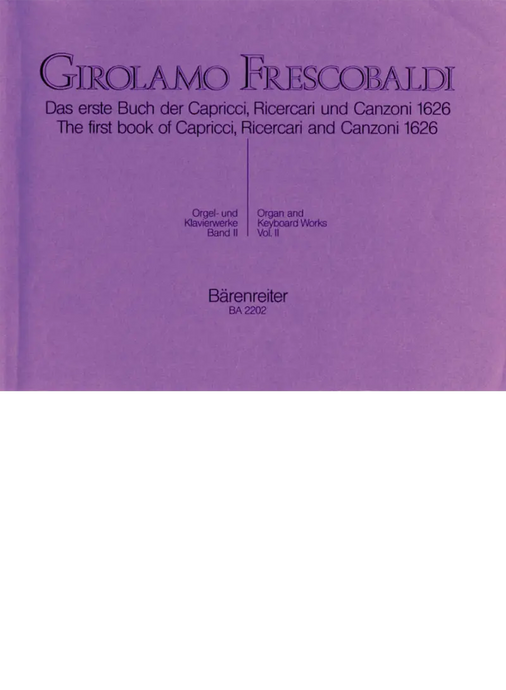 GIROLAMO FRESCOBALDI
Das erste Buch der Capricci, Ricercari und Canzoni 1626
The first book of Capricci, Ricercari and Canzoni 1626
Orgel- und
Klavierwerke
Band II
Organ and
Keyboard Works
Vol. II
Bärenreiter
BA 2202